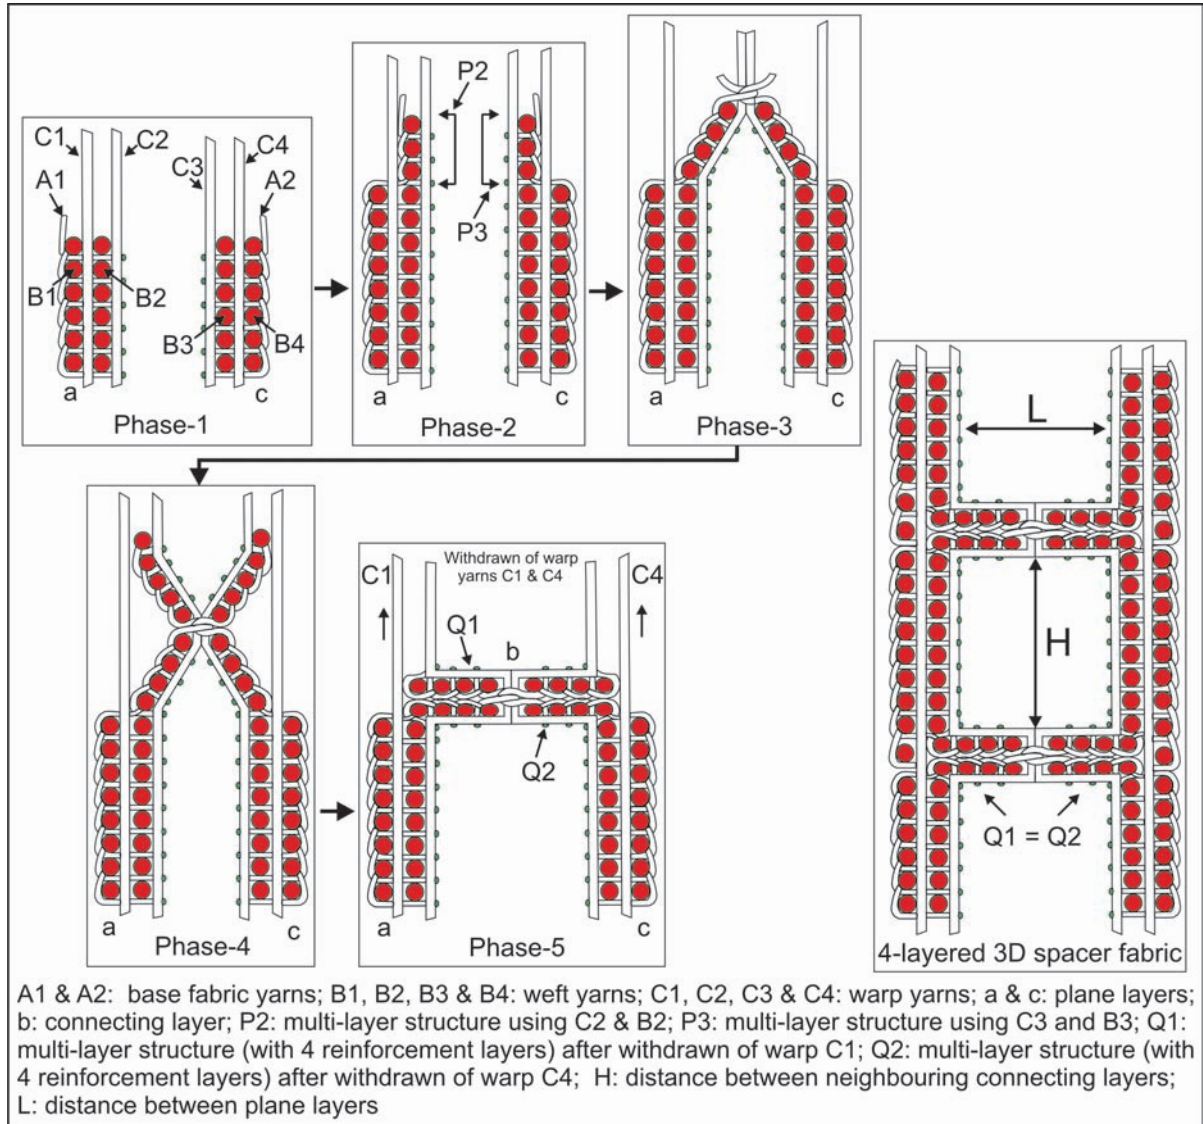 C1
C2
C3
C4
A1
A2
B1
B2
B3
B4
a
c
Phase-1
P2
P3
a
c
Phase-2
a
c
Phase-3
a
c
Phase-4
Withdrawn of warp
yarns C1 & C4
C1
C4
Q1
b
Q2
a
c
Phase-5
L
H
Q1 = Q2
4-layered 3D spacer fabric
A1 & A2: base fabric yarns; B1, B2, B3 & B4: weft yarns; C1, C2, C3 & C4: warp yarns; a & c: plane layers;
b: connecting layer; P2: multi-layer structure using C2 & B2; P3: multi-layer structure using C3 and B3; Q1:
multi-layer structure (with 4 reinforcement layers) after withdrawn of warp C1; Q2: multi-layer structure (with
4 reinforcement layers) after withdrawn of warp C4; H: distance between neighbouring connecting layers;
L: distance between plane layers